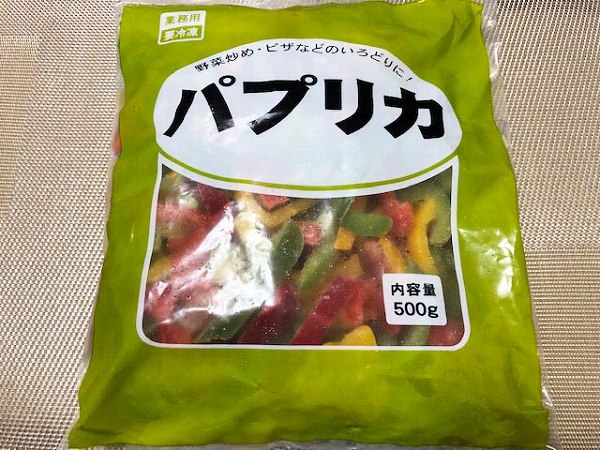 業務用
要冷凍
野菜炒め・ピザなどのいろどりに!
パプリカ
内容量
500g